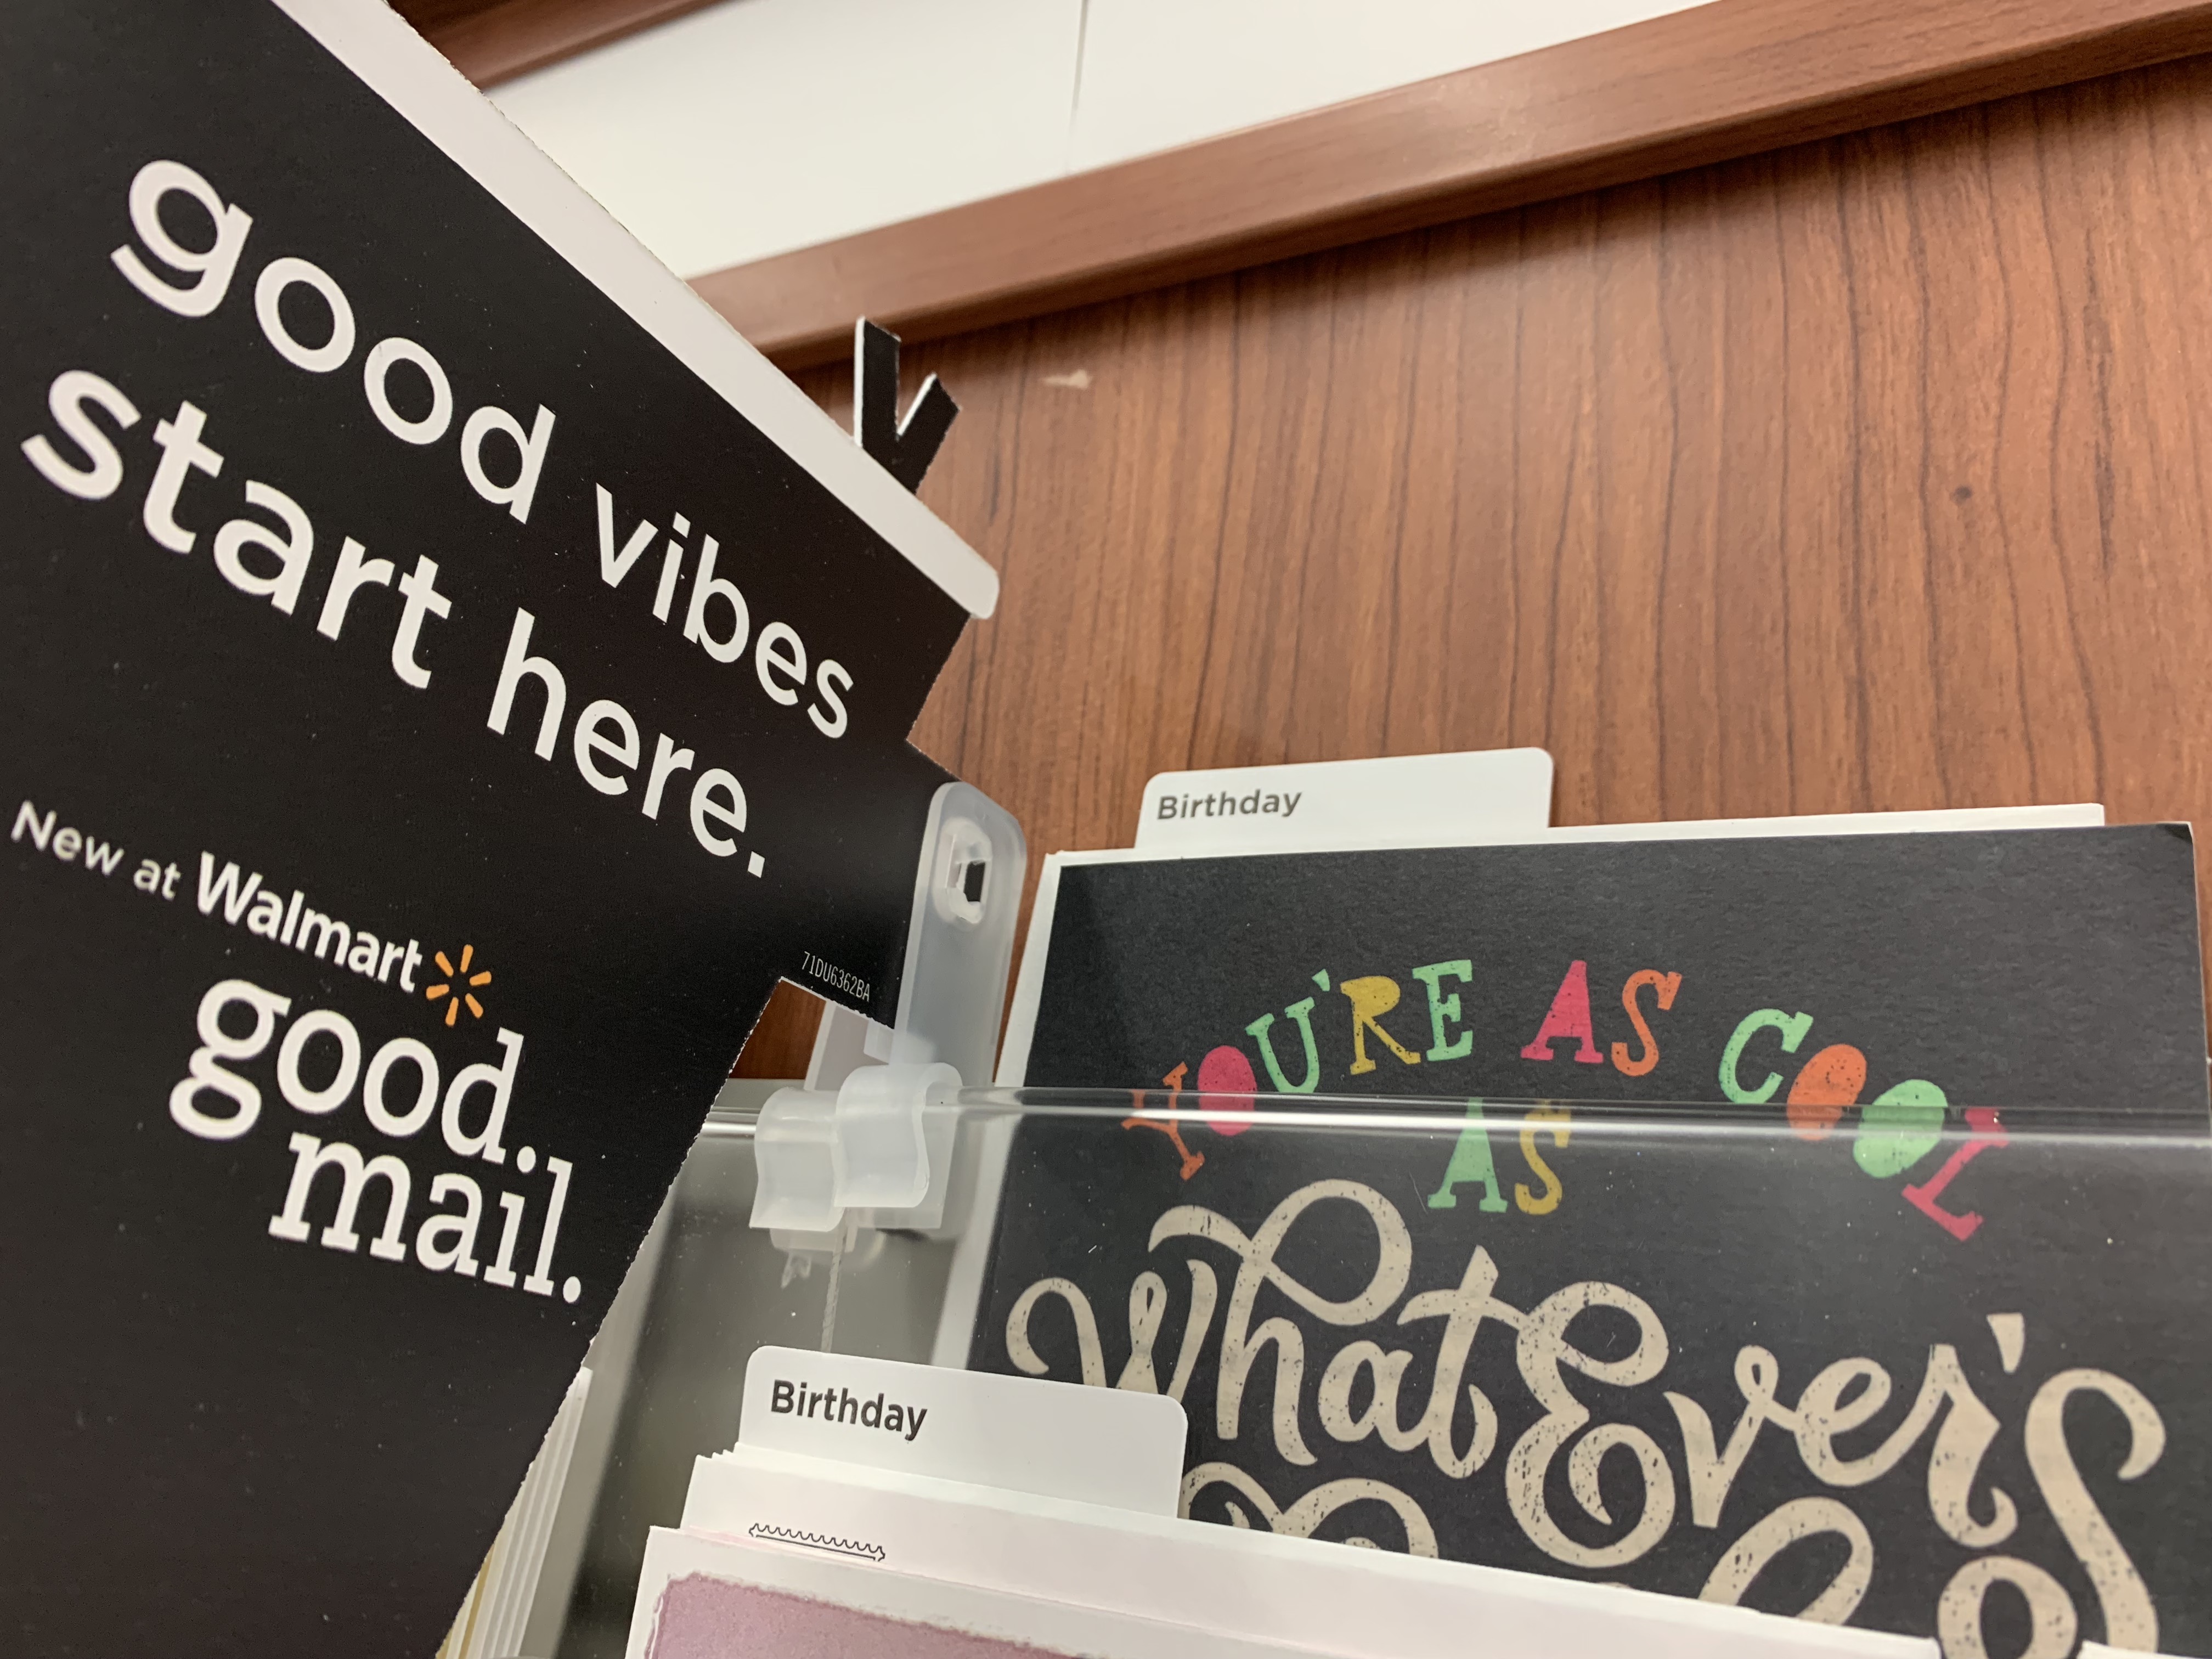 good vibes
start here.
New at Walmart
good.
mail.
71DU6362BA
Birthday
YOU'RE AS COOL
AS
WhatEver's
Birthday